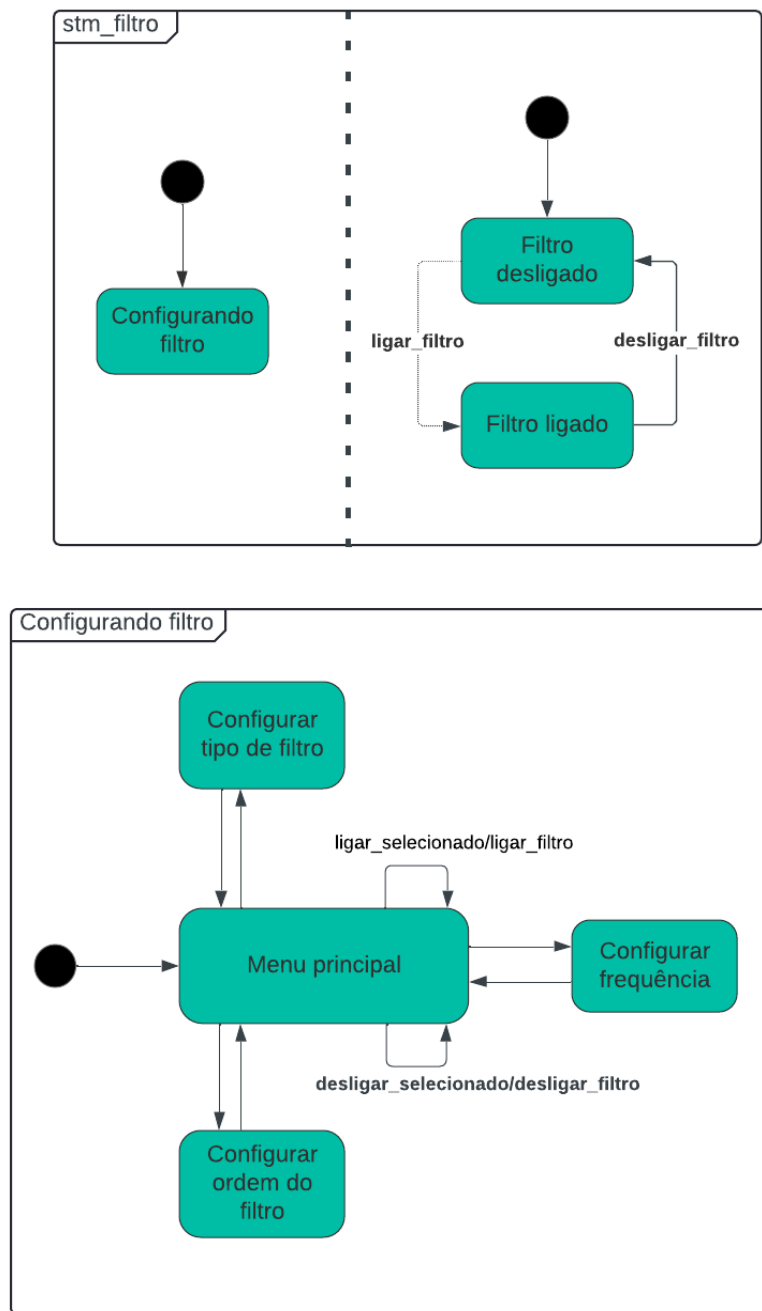 stm_filtro
Configurando
filtro
Filtro
desligado
ligar_filtro
desligar_filtro
Filtro ligado
Configurando filtro
Configurar
tipo de filtro
ligar_selecionado/ligar_filtro
Menu principal
Configurar
frequência
desligar_selecionado/desligar_filtro
Configurar
ordem do
filtro